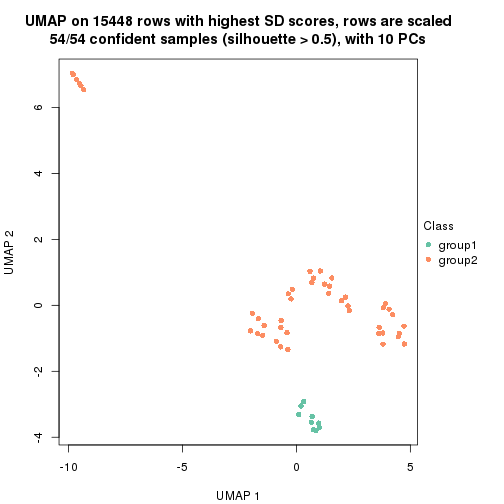 UMAP on 15448 rows with highest SD scores, rows are scaled
54/54 confident samples (silhouette > 0.5), with 10 PCs
6
4
2
0
-2
-4
UMAP 2
Class
group1
group2
-10
-5
0
5
UMAP 1